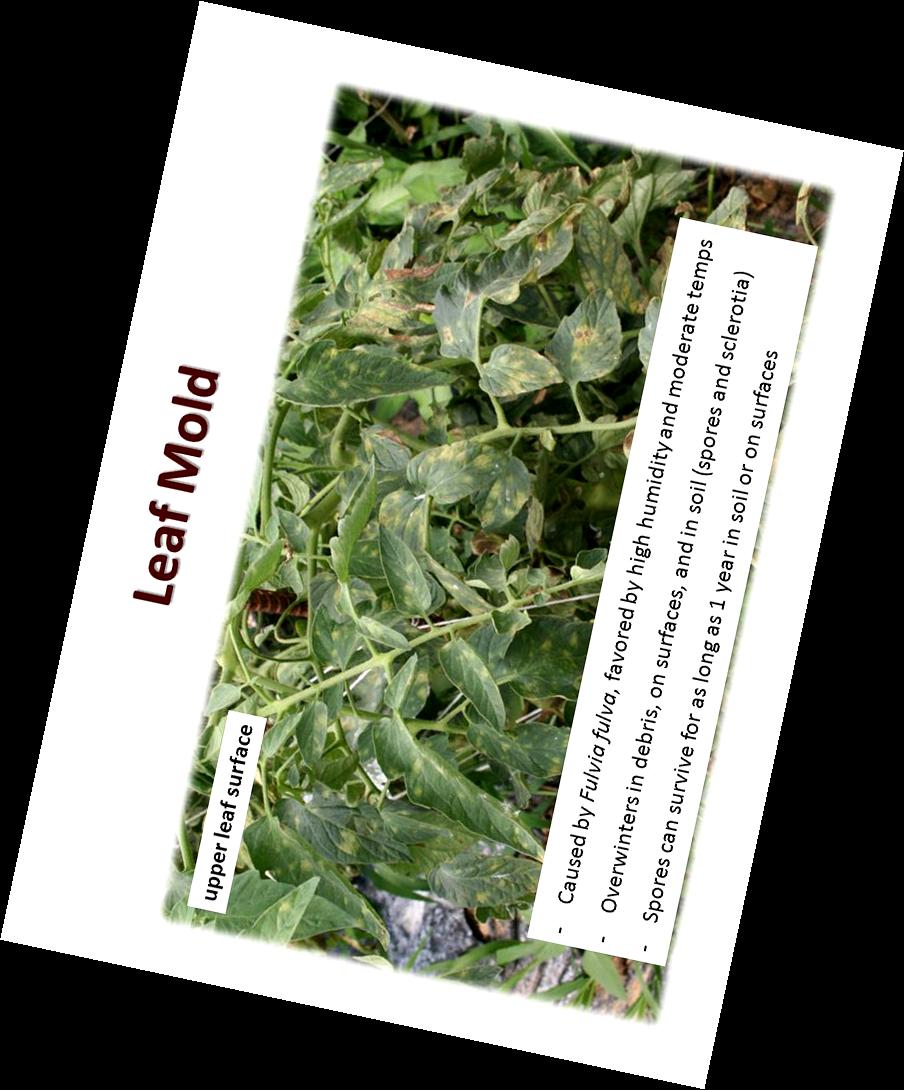 Leaf Mold
upper leaf surface
- Caused by Fulvia fulva, favored by high humidity and moderate temps
- Overwinters in debris, on surfaces, and in soil (spores and sclerotia)
- Spores can survive for as long as 1 year in soil or on surfaces